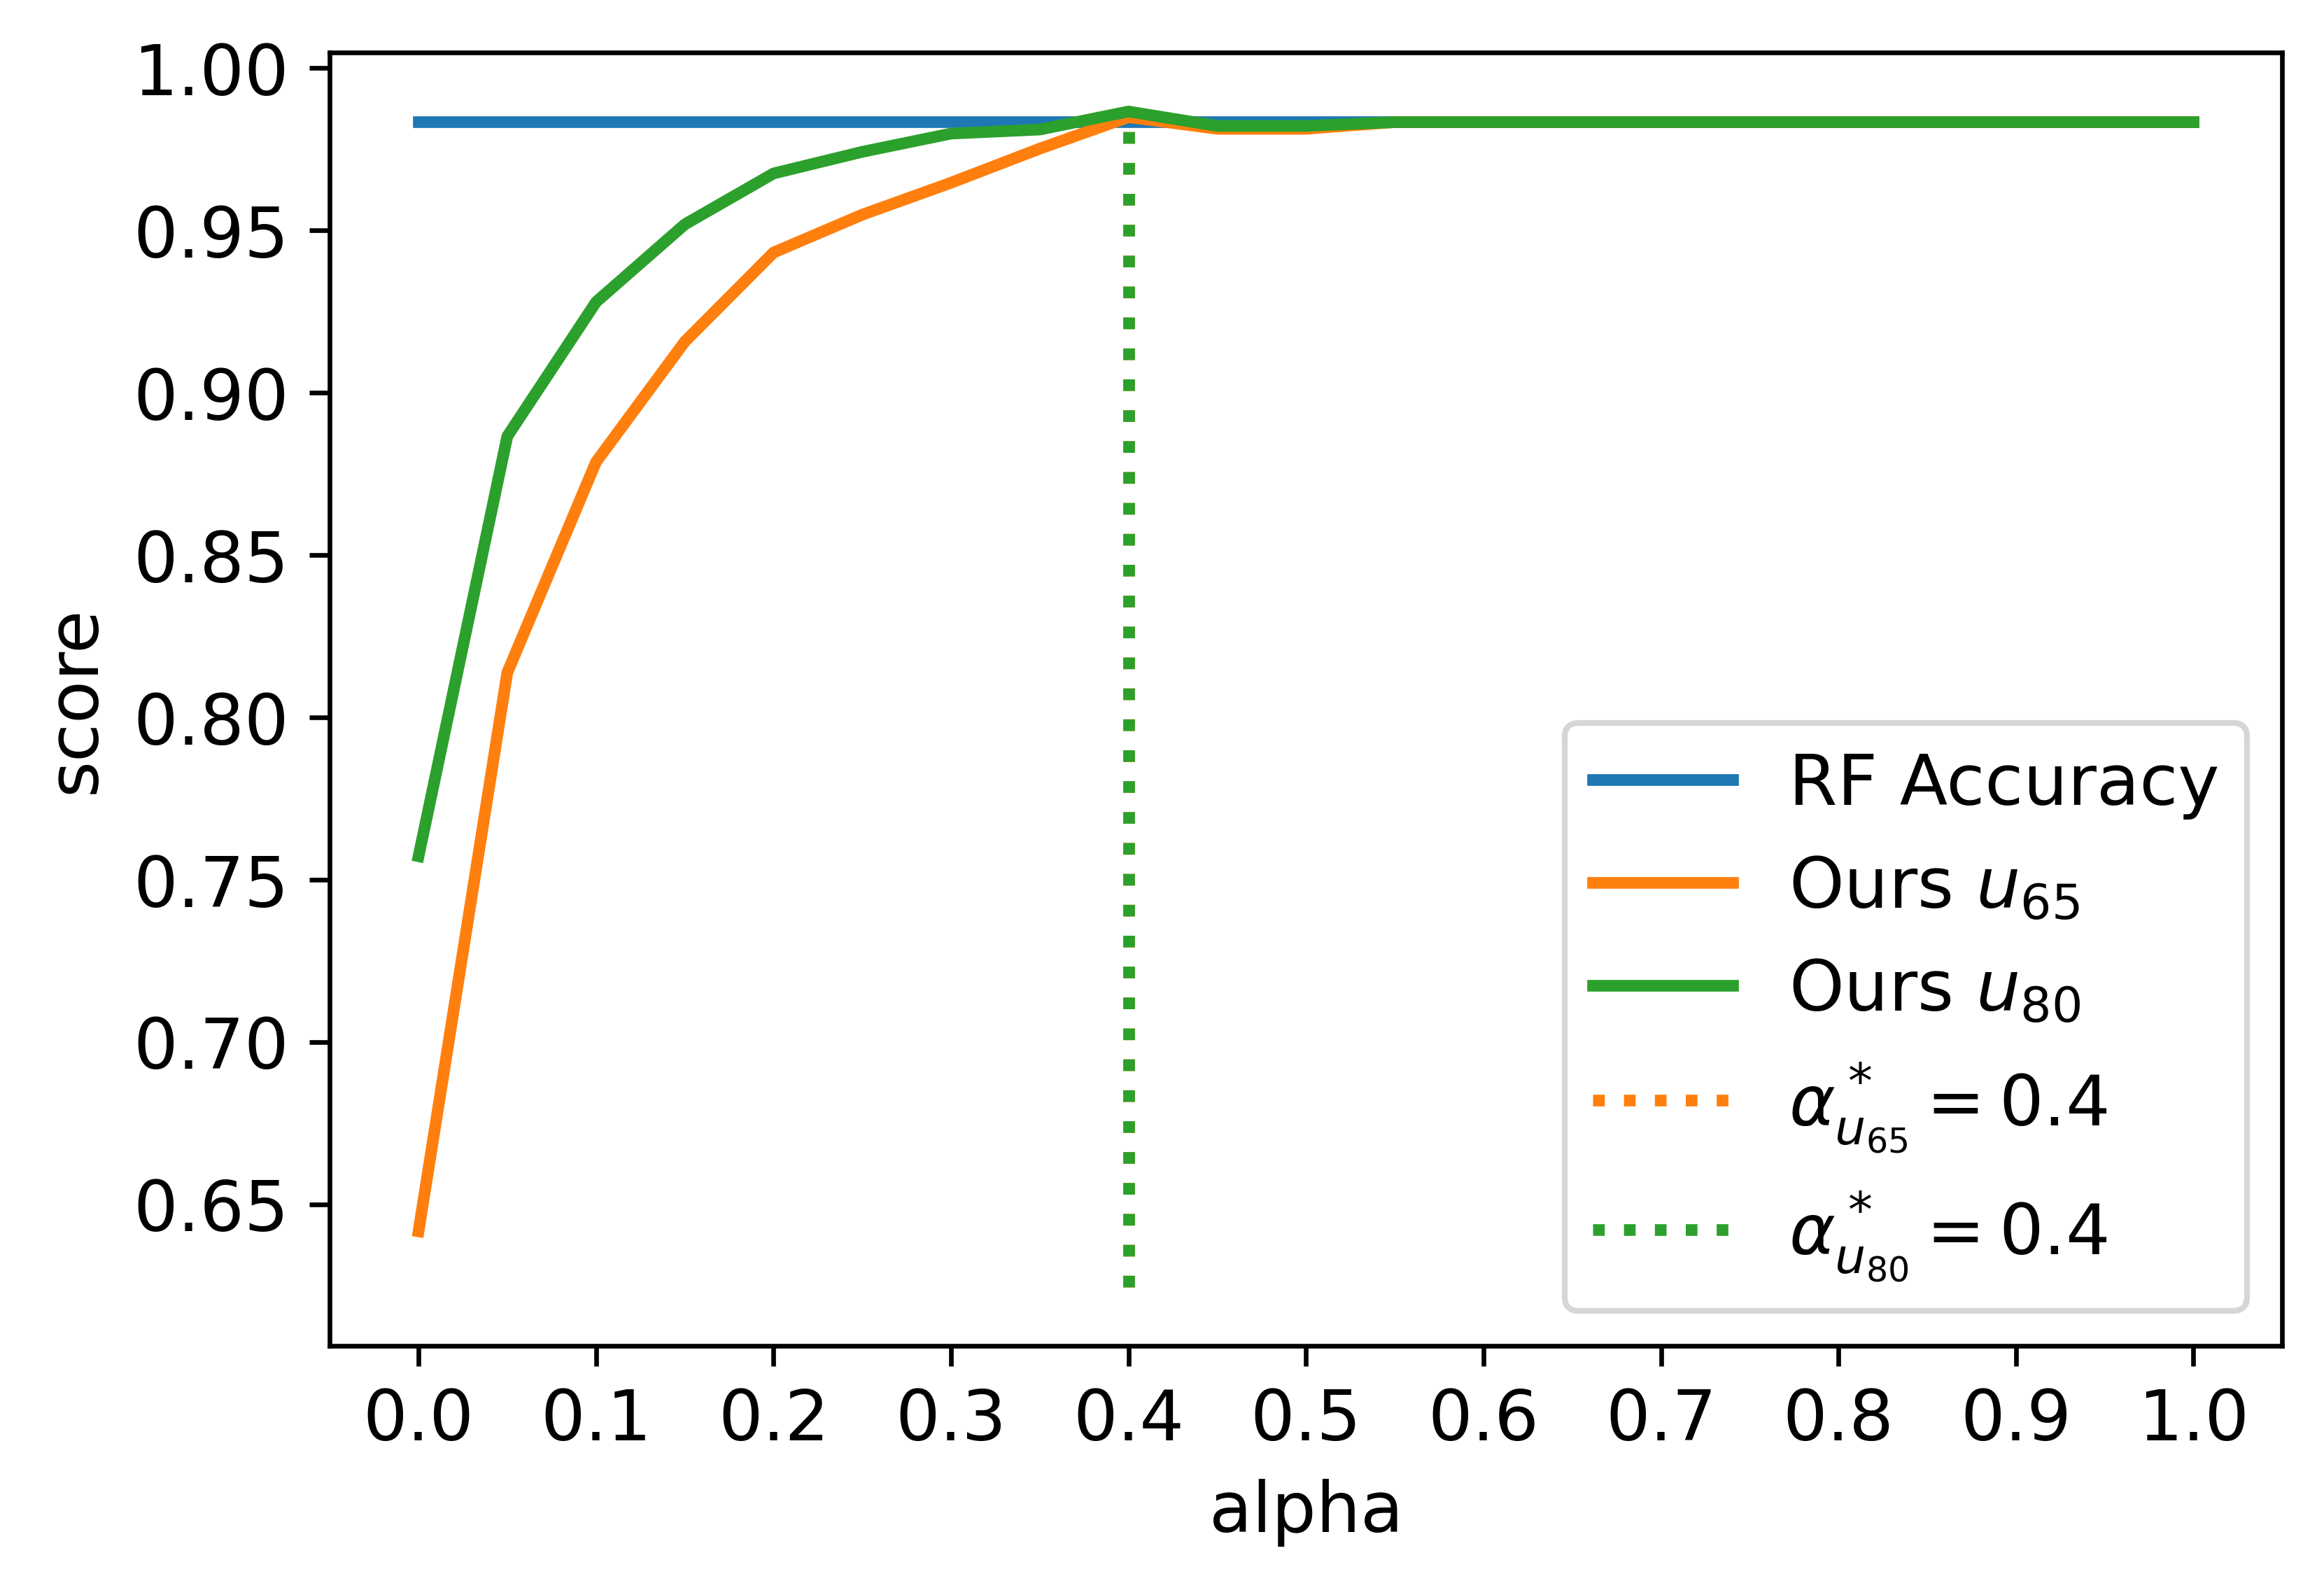 1.00
0.95
0.90
0.85
0.80
0.75
0.70
0.65
score
RF Accuracy
Ours u₆₅
Ours u₈₀
α*ᵤ₆₅ = 0.4
α*ᵤ₈₀ = 0.4
0.0 0.1 0.2 0.3 0.4 0.5 0.6 0.7 0.8 0.9 1.0
alpha